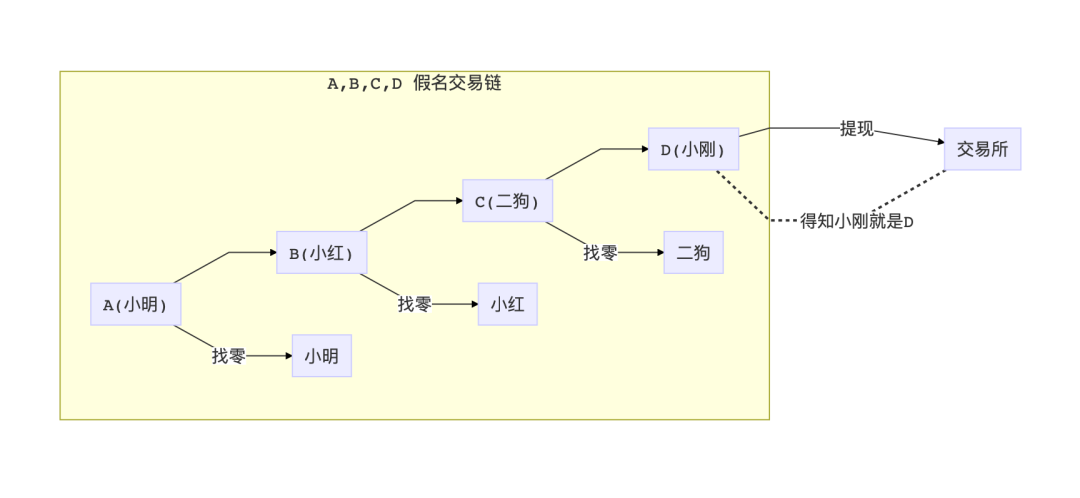 A,B,C,D 假名交易链
提现
D(小刚)
交易所
C(二狗)
得知小刚就是D
B(小红)
找零
二狗
A(小明)
找零
小红
找零
小明